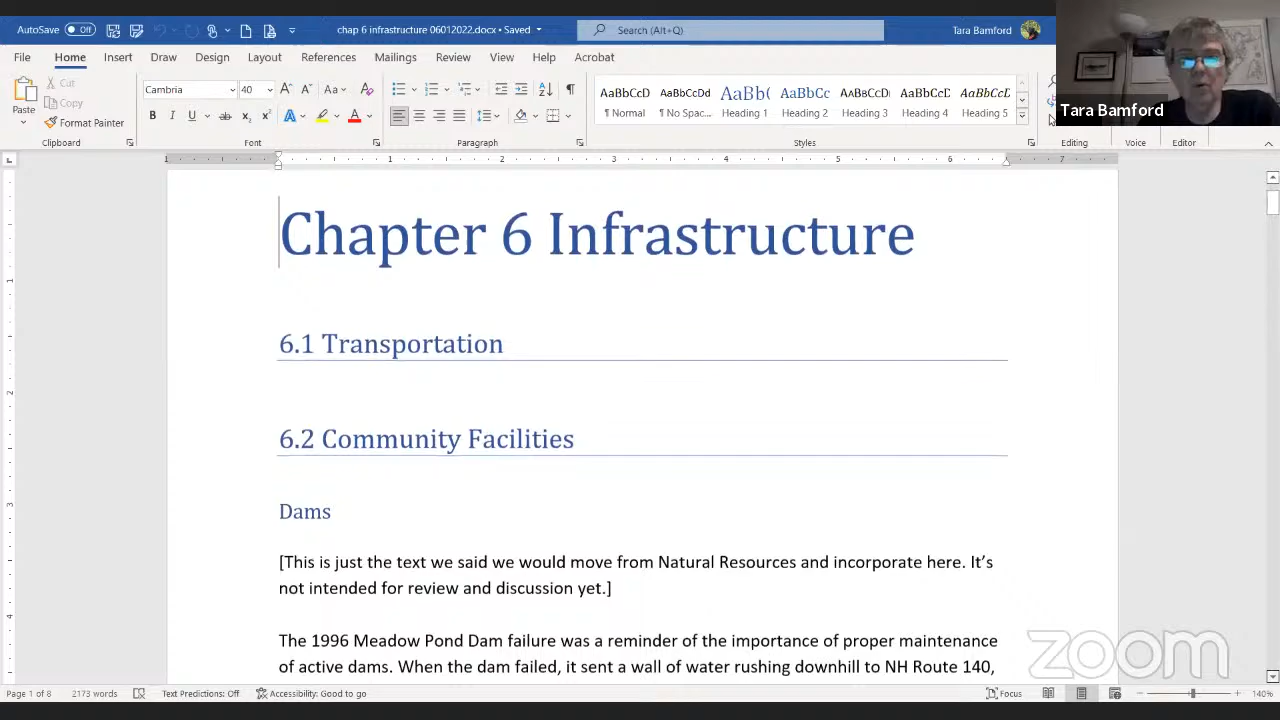 AutoSave Off
chap 6 infrastructure 06012022.docx • Saved
Search (Alt+Q)
Tara Bamford
File Home Insert Draw Design Layout References Mailings Review View Help Acrobat
Paste
Cut
Copy
Format Painter
Clipboard
Cambria 40
Font
Paragraph
AaBbCcD AaBbCcDd AaBb( AaBbCc AaBbCcD AaBbCcD AaBbCcD
¶ Normal ¶ No Spac... Heading 1 Heading 2 Heading 3 Heading 4 Heading 5
Styles
Editing Voice Editor
Tara Bamford
Chapter 6 Infrastructure
6.1 Transportation
6.2 Community Facilities
Dams
[This is just the text we said we would move from Natural Resources and incorporate here. It’s
not intended for review and discussion yet.]
The 1996 Meadow Pond Dam failure was a reminder of the importance of proper maintenance
of active dams. When the dam failed, it sent a wall of water rushing downhill to NH Route 140,
zoom
Page 1 of 8 2173 words Text Predictions: Off Accessibility: Good to go Focus 140%